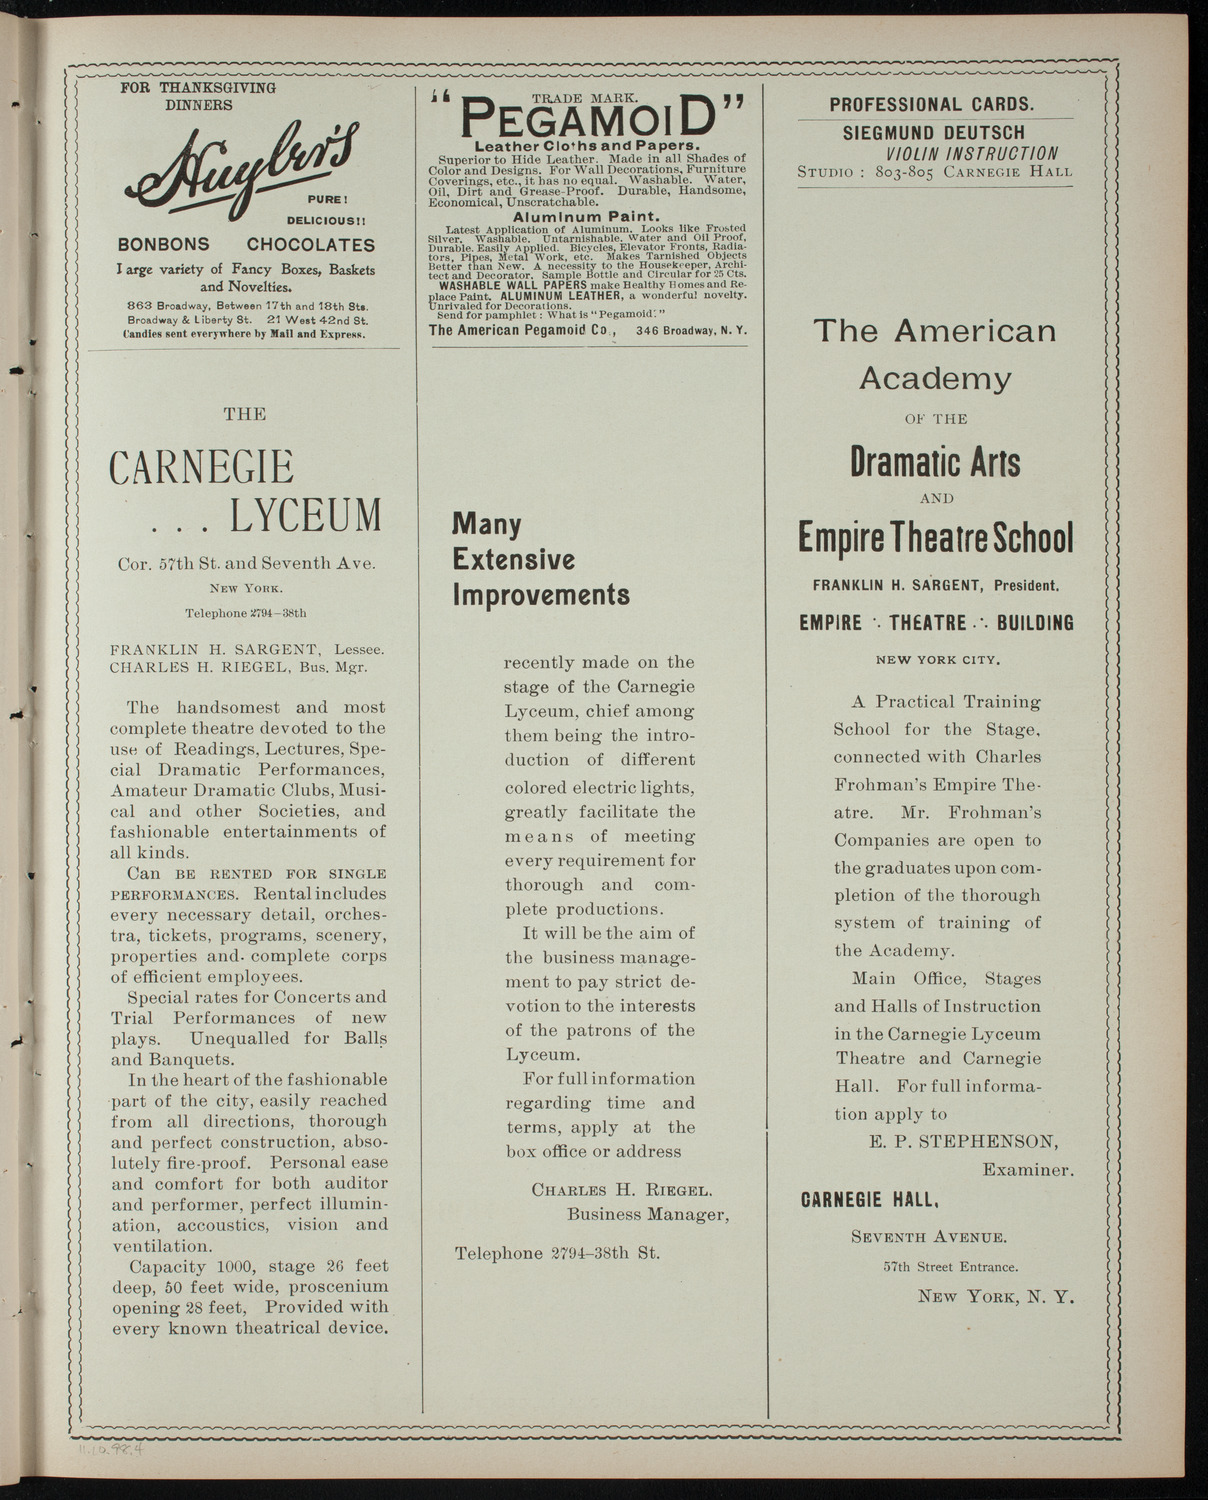 FOR THANKSGIVING
DINNERS
Huyler's
PURE!
DELICIOUS!!
BONBONS CHOCOLATES
Large variety of Fancy Boxes, Baskets
and Novelties.
863 Broadway, Between 17th and 18th Sts.
Broadway & Liberty St. 21 West 42nd St.
Candies sent everywhere by Mail and Express.
THE
CARNEGIE
. . . LYCEUM
Cor. 57th St. and Seventh Ave.
NEW YORK.
Telephone 2794–38th
FRANKLIN H. SARGENT, Lessee.
CHARLES H. RIEGEL, Bus. Mgr.
The handsomest and most
complete theatre devoted to the
use of Readings, Lectures, Spe-
cial Dramatic Performances,
Amateur Dramatic Clubs, Musi-
cal and other Societies, and
fashionable entertainments of
all kinds.
Can BE RENTED FOR SINGLE
PERFORMANCES. Rental includes
every necessary detail, orches-
tra, tickets, programs, scenery,
properties and. complete corps
of efficient employees.
Special rates for Concerts and
Trial Performances of new
plays. Unequalled for Balls
and Banquets.
In the heart of the fashionable
part of the city, easily reached
from all directions, thorough
and perfect construction, abso-
lutely fire-proof. Personal ease
and comfort for both auditor
and performer, perfect illumin-
ation, accoustics, vision and
ventilation.
Capacity 1000, stage 26 feet
deep, 50 feet wide, proscenium
opening 28 feet, Provided with
every known theatrical device.
TRADE MARK.
"PEGAMOID"
Leather Cloths and Papers.
Superior to Hide Leather. Made in all Shades of
Color and Designs. For Wall Decorations, Furniture
Coverings, etc., it has no equal. Washable. Water,
Oil, Dirt and Grease-Proof. Durable, Handsome,
Economical, Unscratchable.
Aluminum Paint.
Latest Application of Aluminum. Looks like Frosted
Silver. Washable. Untarnishable. Water and Oil Proof,
Durable. Easily Applied. Bicycles, Elevator Fronts, Radia-
tors, Pipes, Metal Work, etc. Makes Tarnished Objects
Better than New. A necessity to the Housekeeper, Archi-
tect and Decorator. Sample Bottle and Circular for 25 Cts.
WASHABLE WALL PAPERS make Healthy Homes and Re-
place Paint. ALUMINUM LEATHER, a wonderful novelty.
Unrivaled for Decorations.
Send for pamphlet: What is "Pegamoid?"
The American Pegamoid Co., 346 Broadway, N. Y.
Many
Extensive
Improvements
recently made on the
stage of the Carnegie
Lyceum, chief among
them being the intro-
duction of different
colored electric lights,
greatly facilitate the
means of meeting
every requirement for
thorough and com-
plete productions.
It will be the aim of
the business manage-
ment to pay strict de-
votion to the interests
of the patrons of the
Lyceum.
For full information
regarding time and
terms, apply at the
box office or address
CHARLES H. RIEGEL.
Business Manager,
Telephone 2794–38th St.
PROFESSIONAL CARDS.
SIEGMUND DEUTSCH
VIOLIN INSTRUCTION
STUDIO : 803-805 CARNEGIE HALL
The American
Academy
OF THE
Dramatic Arts
AND
Empire Theatre School
FRANKLIN H. SARGENT, President.
EMPIRE ∵ THEATRE ∴ BUILDING
NEW YORK CITY.
A Practical Training
School for the Stage,
connected with Charles
Frohman's Empire The-
atre. Mr. Frohman's
Companies are open to
the graduates upon com-
pletion of the thorough
system of training of
the Academy.
Main Office, Stages
and Halls of Instruction
in the Carnegie Lyceum
Theatre and Carnegie
Hall. For full informa-
tion apply to
E. P. STEPHENSON,
Examiner.
CARNEGIE HALL,
SEVENTH AVENUE.
57th Street Entrance.
NEW YORK, N. Y.
11.10.98.4